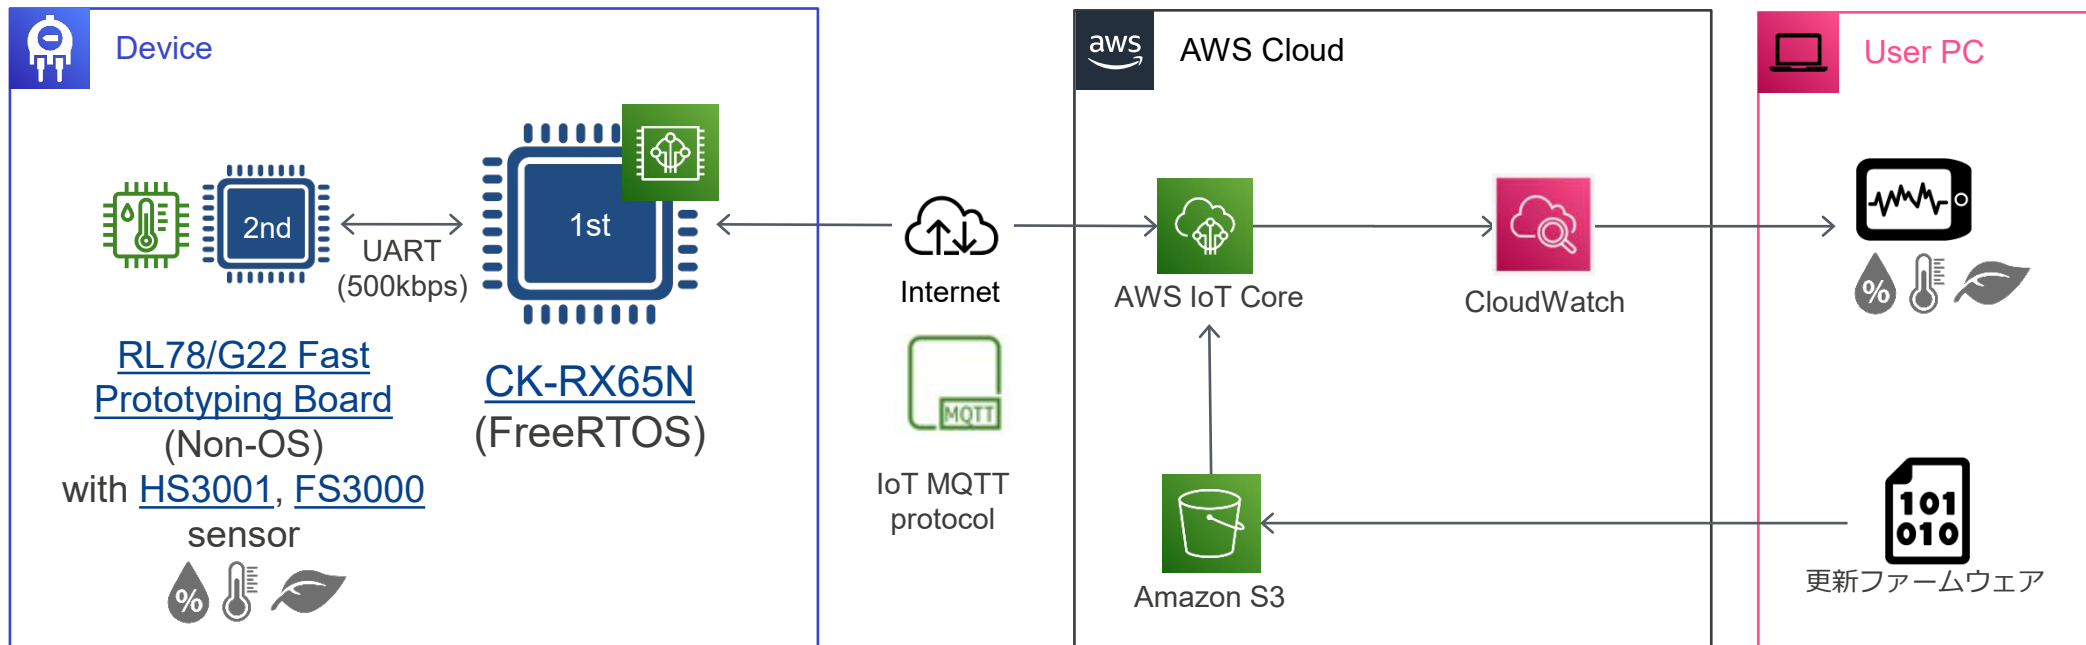 Device
2nd
UART
(500kbps)
1st
RL78/G22 Fast
Prototyping Board
(Non-OS)
with HS3001, FS3000
sensor
%
CK-RX65N
(FreeRTOS)
Internet
MQTT
IoT MQTT
protocol
aws
AWS Cloud
AWS IoT Core
CloudWatch
Amazon S3
User PC
%
101
010
更新ファームウェア